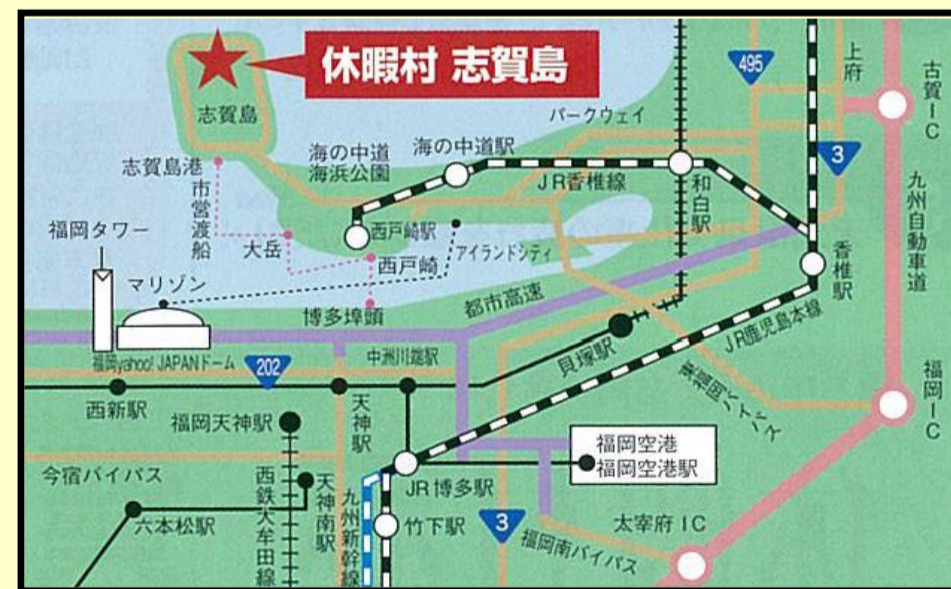 休暇村 志賀島
495
上府
古賀IC
志賀島
パークウェイ
3
志賀島港
海の中道
海浜公園
海の中道駅
JR香椎線
和白駅
九州自動車道
市営渡船
福岡タワー
大岳
西戸崎駅
アイランドシティ
西戸崎
香椎駅
マリゾン
博多埠頭
都市高速
JR鹿児島本線
福岡yahoo!JAPANドーム
202
中洲川端駅
貝塚駅
東福岡バイパス
福岡IC
西新駅
福岡天神駅
天神駅
福岡空港
福岡空港駅
今宿バイパス
西鉄大牟田線
天神南駅
九州新幹線
JR博多駅
六本松駅
竹下駅
3
福岡南バイパス
太宰府IC